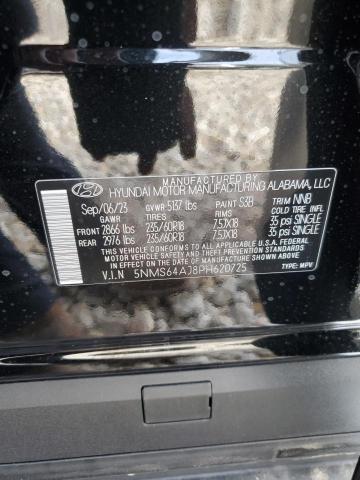 MANUFACTURED BY
HYUNDAI MOTOR MANUFACTURING ALABAMA, LLC
Sep/06/23 GVWR 5137 lbs PAINT S3B TRIM NNB
GAWR TIRES RIMS COLD TIRE INFL
FRONT 2866 lbs 235/60R18 7.5JX18 35 psi SINGLE
REAR 2976 lbs 235/60R18 7.5JX18 35 psi SINGLE
THIS VEHICLE CONFORMS TO ALL APPLICABLE U.S.A. FEDERAL
MOTOR VEHICLE SAFETY AND THEFT PREVENTION STANDARDS
IN EFFECT ON THE DATE OF MANUFACTURE SHOWN ABOVE.
V.I.N 5NMS64AJ8PH620725 TYPE: MPV